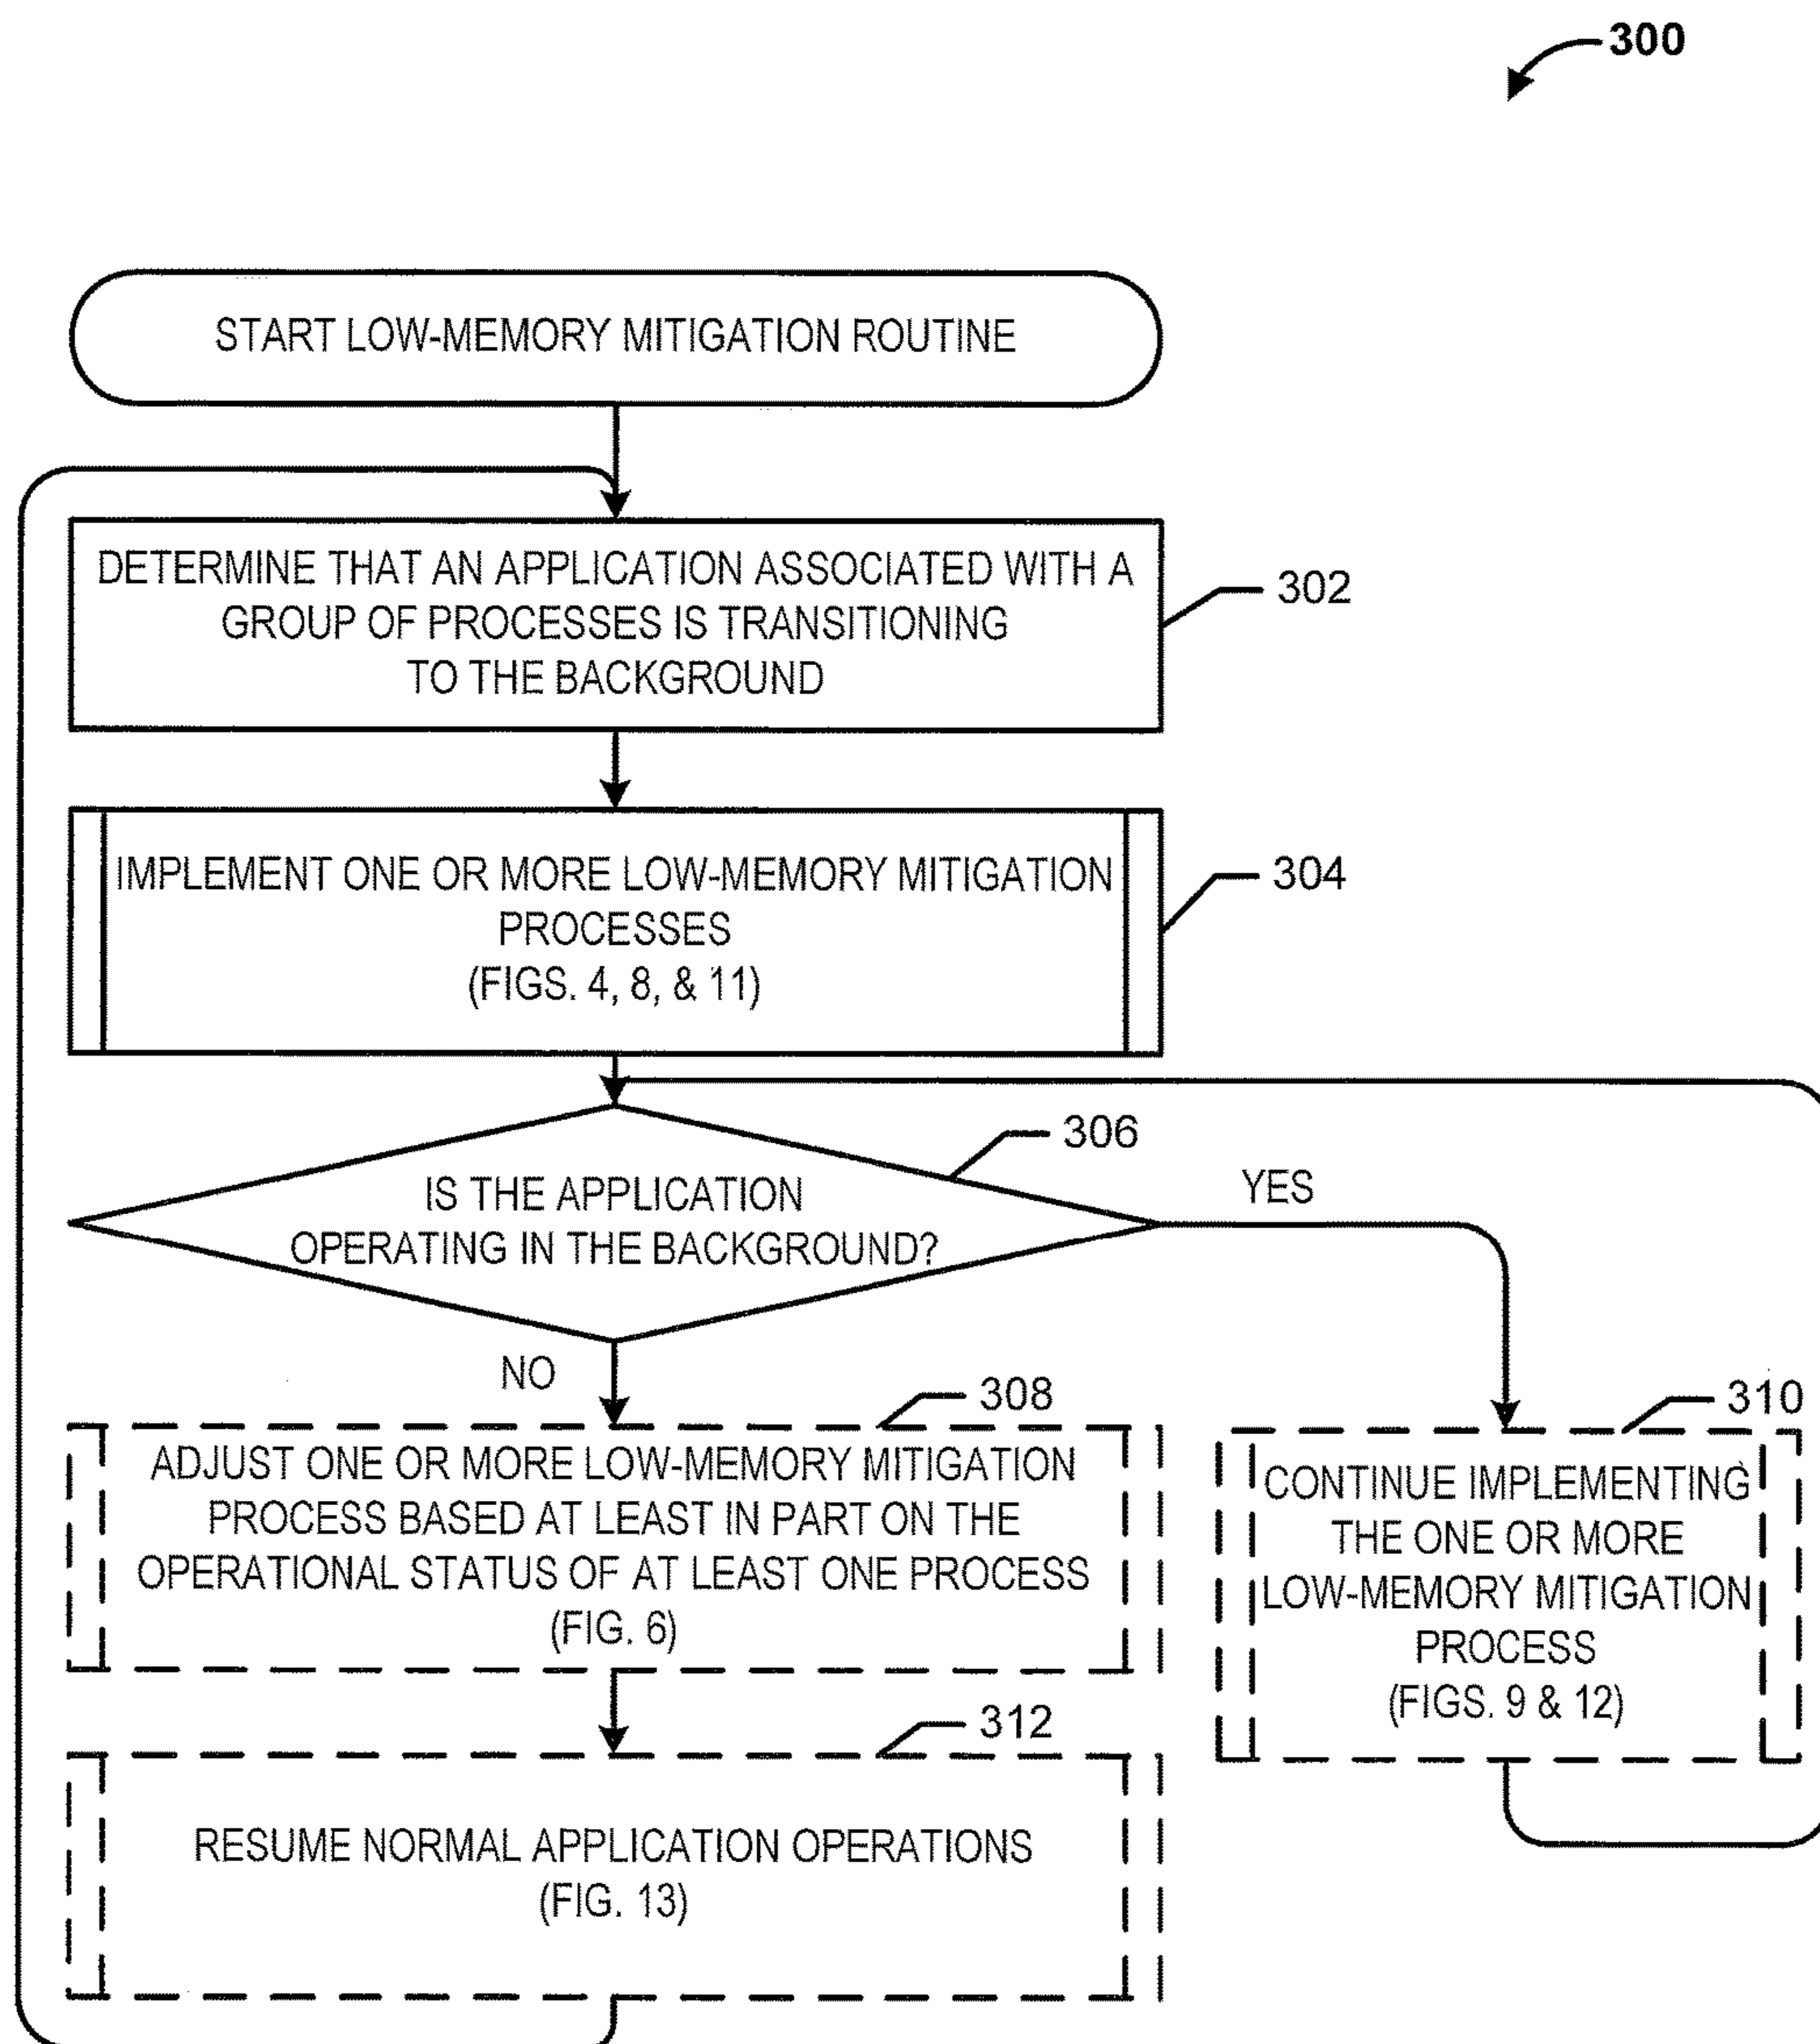 300
START LOW-MEMORY MITIGATION ROUTINE
DETERMINE THAT AN APPLICATION ASSOCIATED WITH A
GROUP OF PROCESSES IS TRANSITIONING
TO THE BACKGROUND
302
IMPLEMENT ONE OR MORE LOW-MEMORY MITIGATION
PROCESSES
(FIGS. 4, 8, & 11)
304
IS THE APPLICATION
OPERATING IN THE BACKGROUND?
306
YES
NO
308
ADJUST ONE OR MORE LOW-MEMORY MITIGATION
PROCESS BASED AT LEAST IN PART ON THE
OPERATIONAL STATUS OF AT LEAST ONE PROCESS
(FIG. 6)
310
CONTINUE IMPLEMENTING
THE ONE OR MORE
LOW-MEMORY MITIGATION
PROCESS
(FIGS. 9 & 12)
312
RESUME NORMAL APPLICATION OPERATIONS
(FIG. 13)